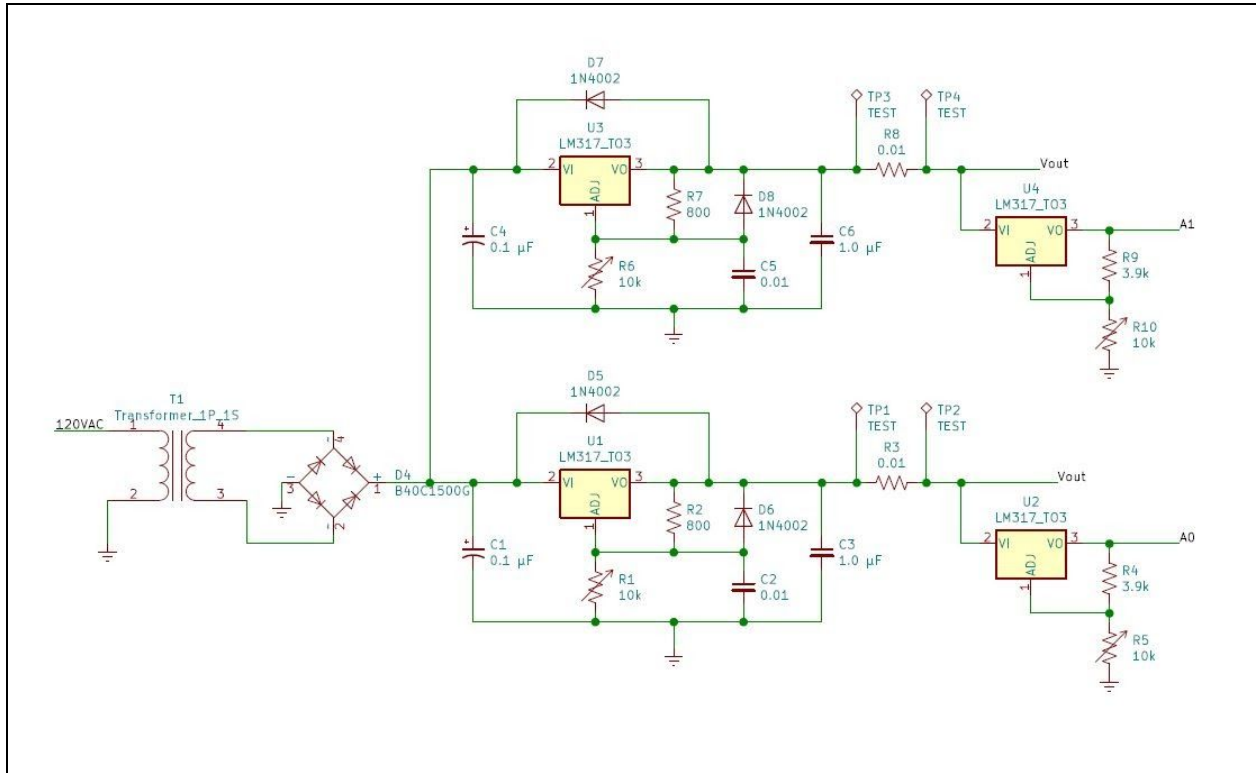 D7
1N4002
U3
LM317_TO3
2
VI
VO
3
ADJ
1
R7
800
D8
1N4002
C4
0.1 µF
R6
10k
C5
0.01
C6
1.0 µF
TP3
TEST
TP4
TEST
R8
0.01
Vout
U4
LM317_TO3
2
VI
VO
3
ADJ
1
A1
R9
3.9k
R10
10k
T1
Transformer_1P_1S
120VAC
1
2
4
3
-
4
-
3
+
1
-
2
D4
B40C1500G
D5
1N4002
U1
LM317_TO3
2
VI
VO
3
ADJ
1
R2
800
D6
1N4002
C1
0.1 µF
R1
10k
C2
0.01
C3
1.0 µF
TP1
TEST
TP2
TEST
R3
0.01
Vout
U2
LM317_TO3
2
VI
VO
3
ADJ
1
A0
R4
3.9k
R5
10k